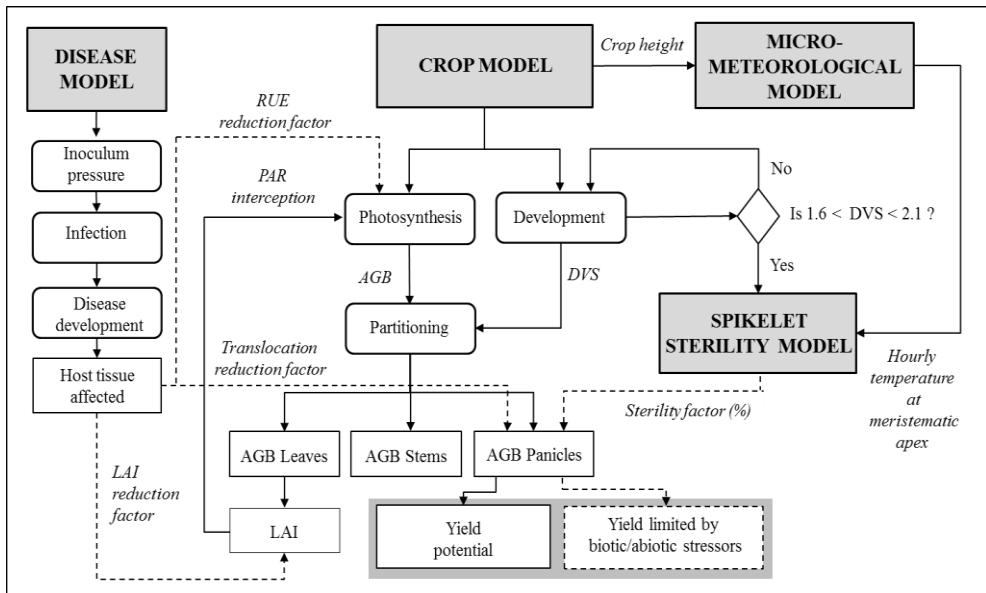 DISEASE
MODEL
Inoculum
pressure
Infection
Disease
development
Host tissue
affected
LAI
reduction
factor
RUE
reduction factor
PAR
interception
CROP MODEL
Crop height
MICRO-
METEOROLOGICAL
MODEL
Photosynthesis
Development
No
Is 1.6 < DVS < 2.1 ?
Yes
AGB
DVS
Partitioning
Translocation
reduction factor
SPIKELET
STERILITY MODEL
Hourly
temperature
at
meristematic
apex
Sterility factor (%)
AGB Leaves
AGB Stems
AGB Panicles
LAI
Yield
potential
Yield limited by
biotic/abiotic stressors